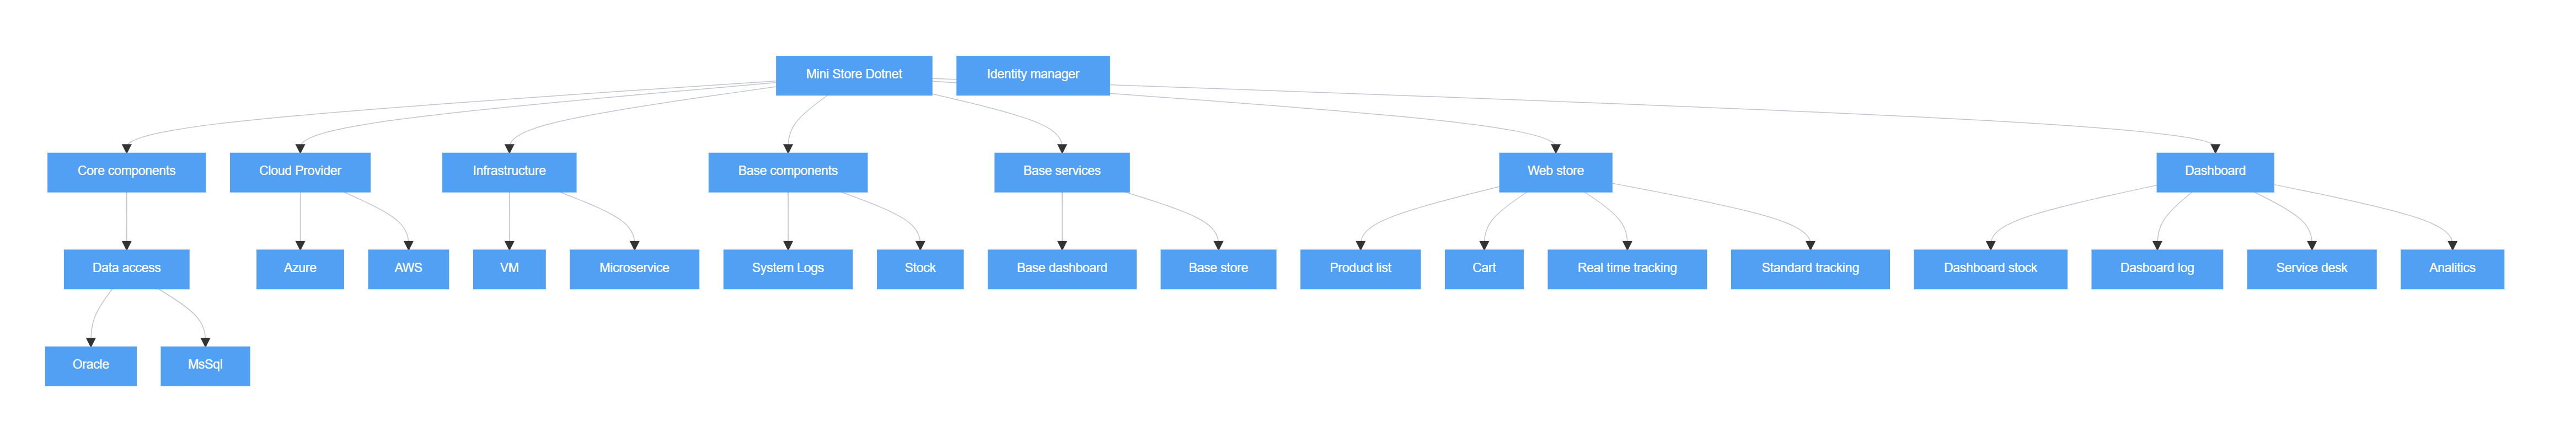 Mini Store Dotnet
Identity manager
Core components
Cloud Provider
Infrastructure
Base components
Base services
Web store
Dashboard
Data access
Azure
AWS
VM
Microservice
System Logs
Stock
Base dashboard
Base store
Product list
Cart
Real time tracking
Standard tracking
Dashboard stock
Dasboard log
Service desk
Analitics
Oracle
MsSql